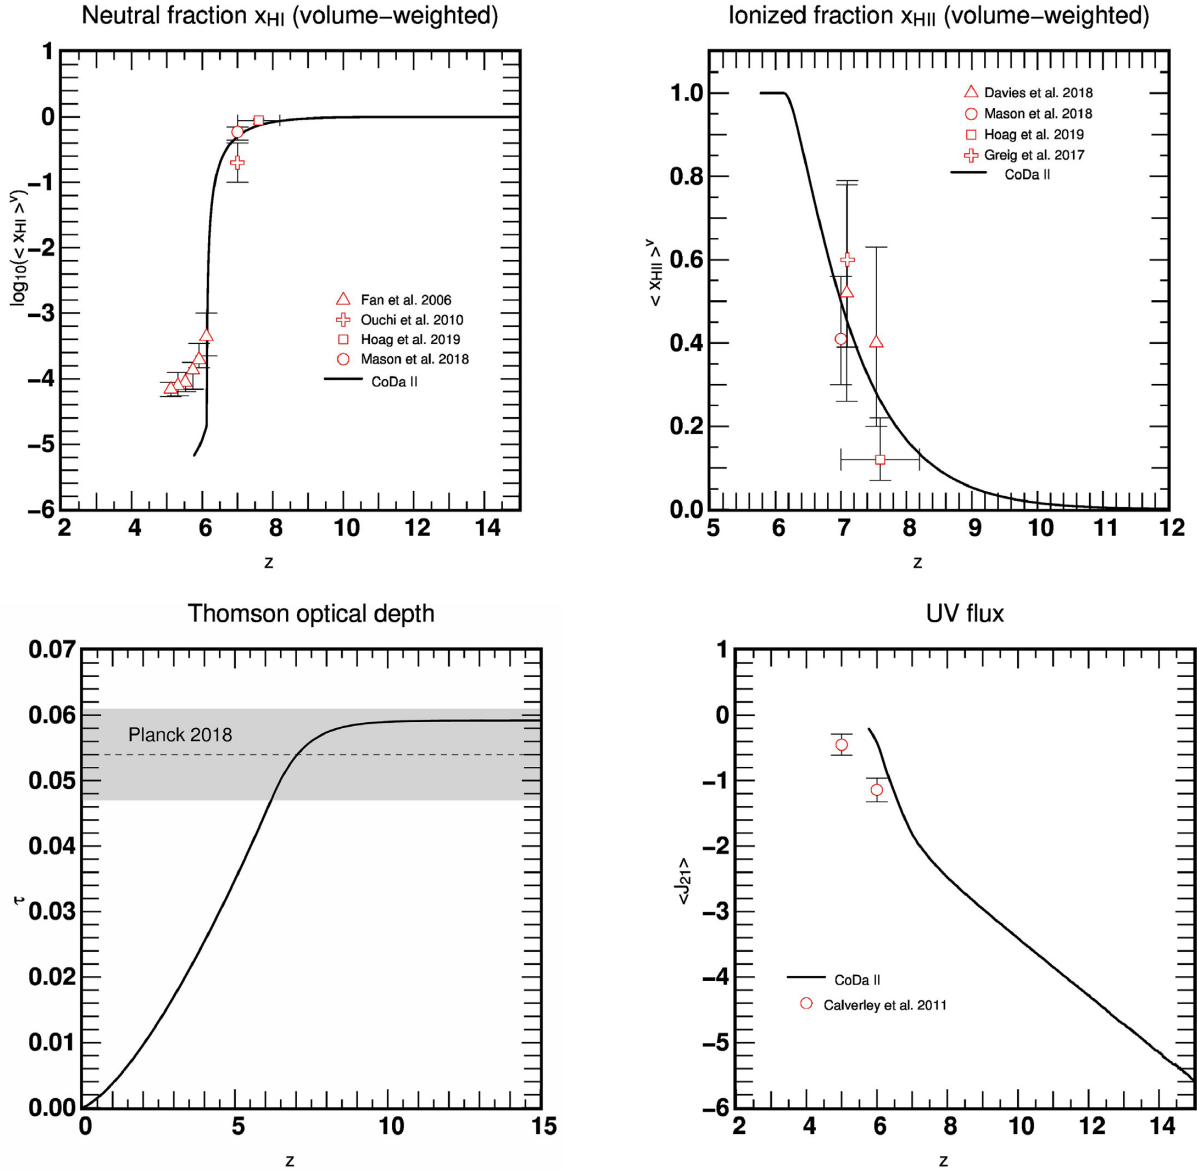 Neutral fraction xHI (volume−weighted)
1
0
−1
−2
−3
−4
−5
−6
log10(< xHI >v)
Fan et al. 2006
Ouchi et al. 2010
Hoag et al. 2019
Mason et al. 2018
CoDa II
2 4 6 8 10 12 14
z
Ionized fraction xHII (volume−weighted)
1.0
0.8
0.6
0.4
0.2
0.0
< xHII >v
Davies et al. 2018
Mason et al. 2018
Hoag et al. 2019
Greig et al. 2017
CoDa II
5 6 7 8 9 10 11 12
z
Thomson optical depth
0.07
0.06
0.05
0.04
0.03
0.02
0.01
0.00
τ
Planck 2018
0 5 10 15
z
UV flux
1
0
−1
−2
−3
−4
−5
−6
<J21>
CoDa II
Calverley et al. 2011
2 4 6 8 10 12 14
z